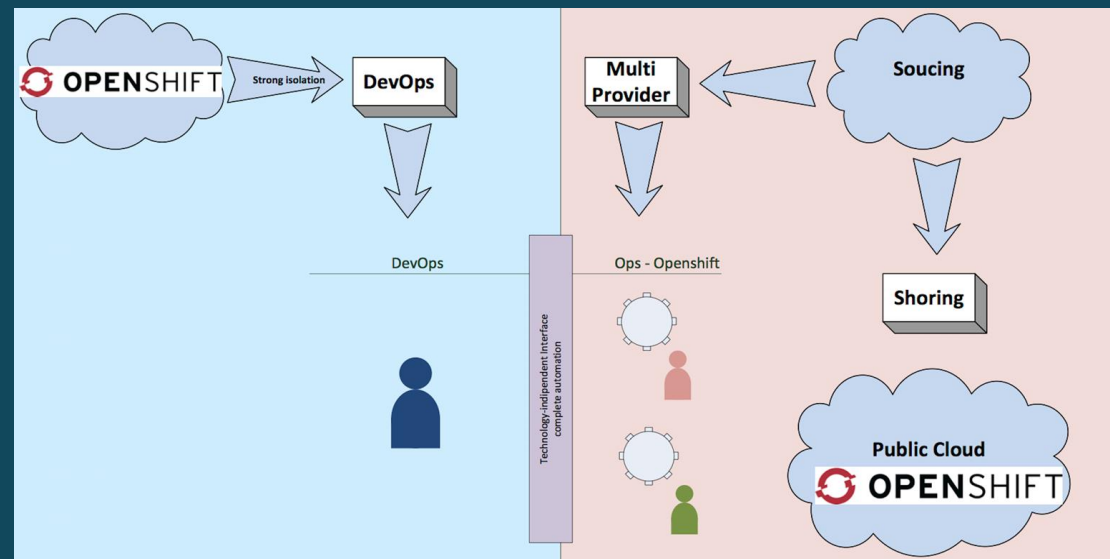 OPENSHIFT
Strong isolation
DevOps
Multi
Provider
Soucing
DevOps
Ops - Openshift
Shoring
Technology-indipendent Interface
complete automation
Public Cloud
OPENSHIFT